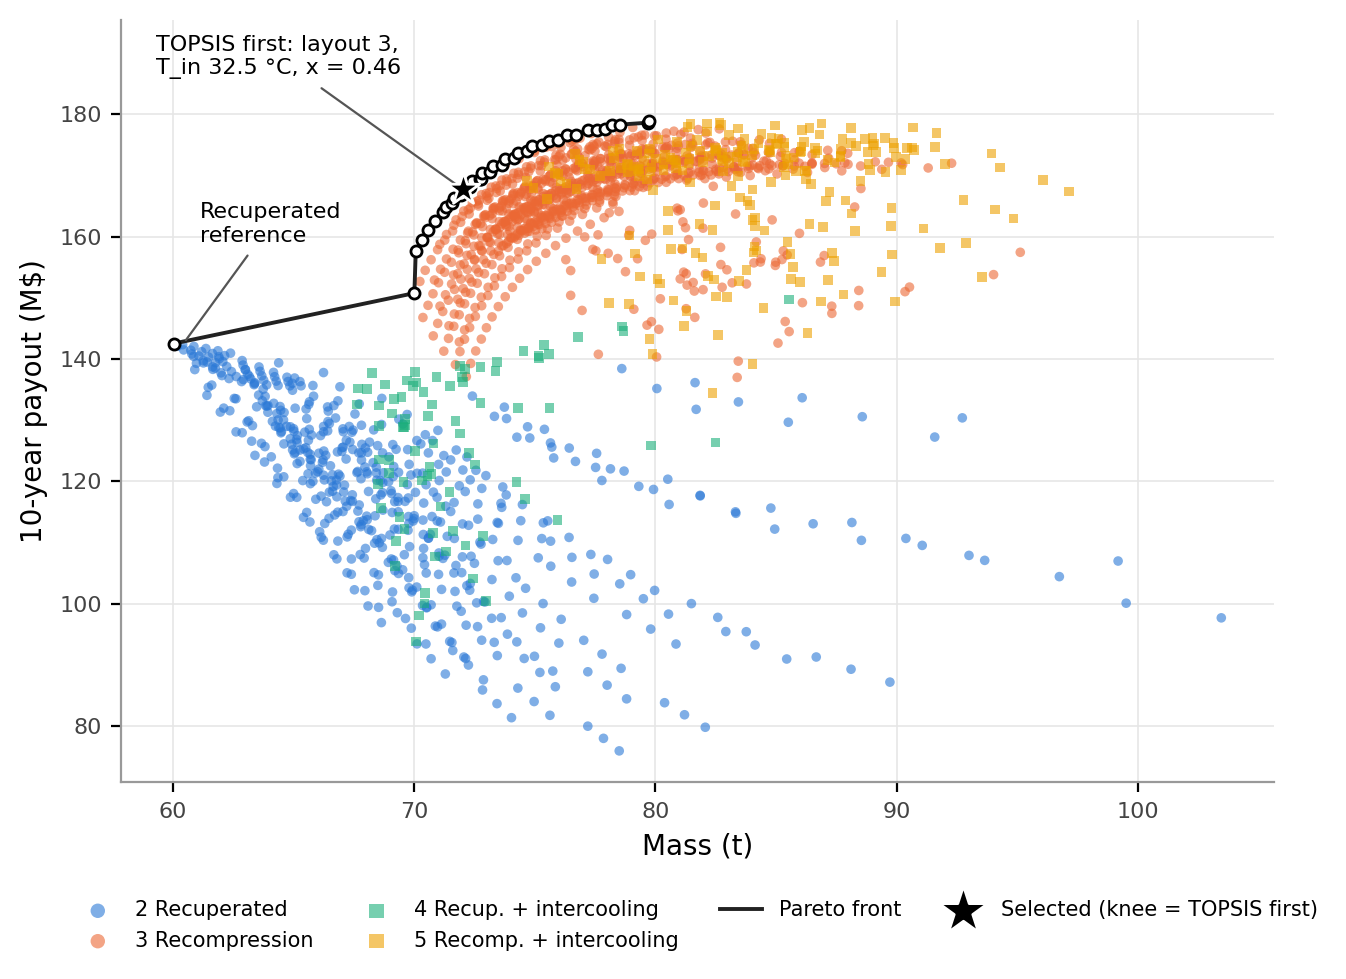 TOPSIS first: layout 3,
T_in 32.5 °C, x = 0.46
Recuperated
reference
10-year payout (M$)
180
160
140
120
100
80
60
70
80
90
100
Mass (t)
2 Recuperated
3 Recompression
4 Recup. + intercooling
5 Recomp. + intercooling
Pareto front
Selected (knee = TOPSIS first)